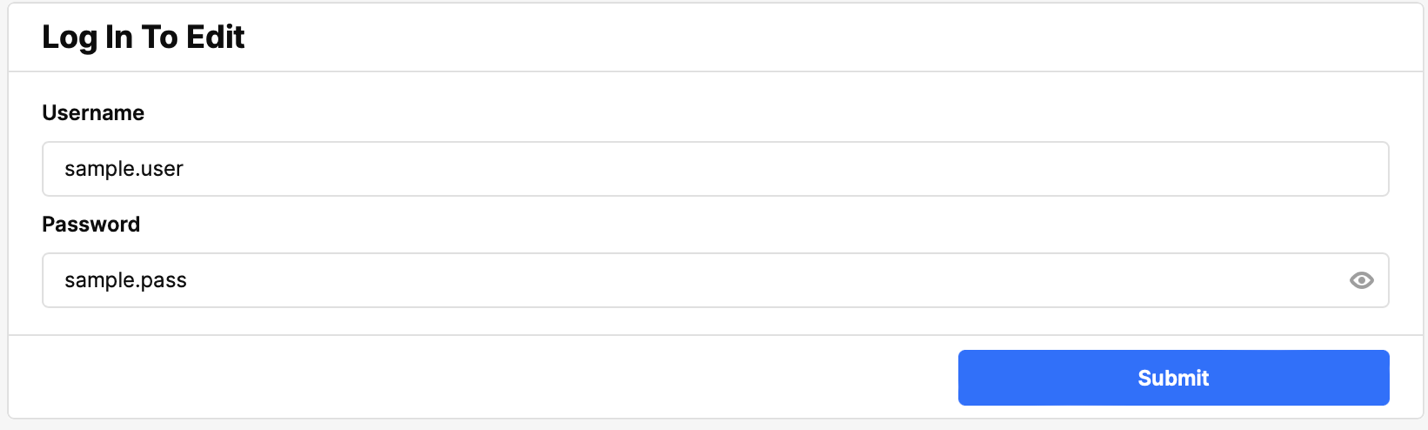 Log In To Edit
Username
sample.user
Password
sample.pass
Submit